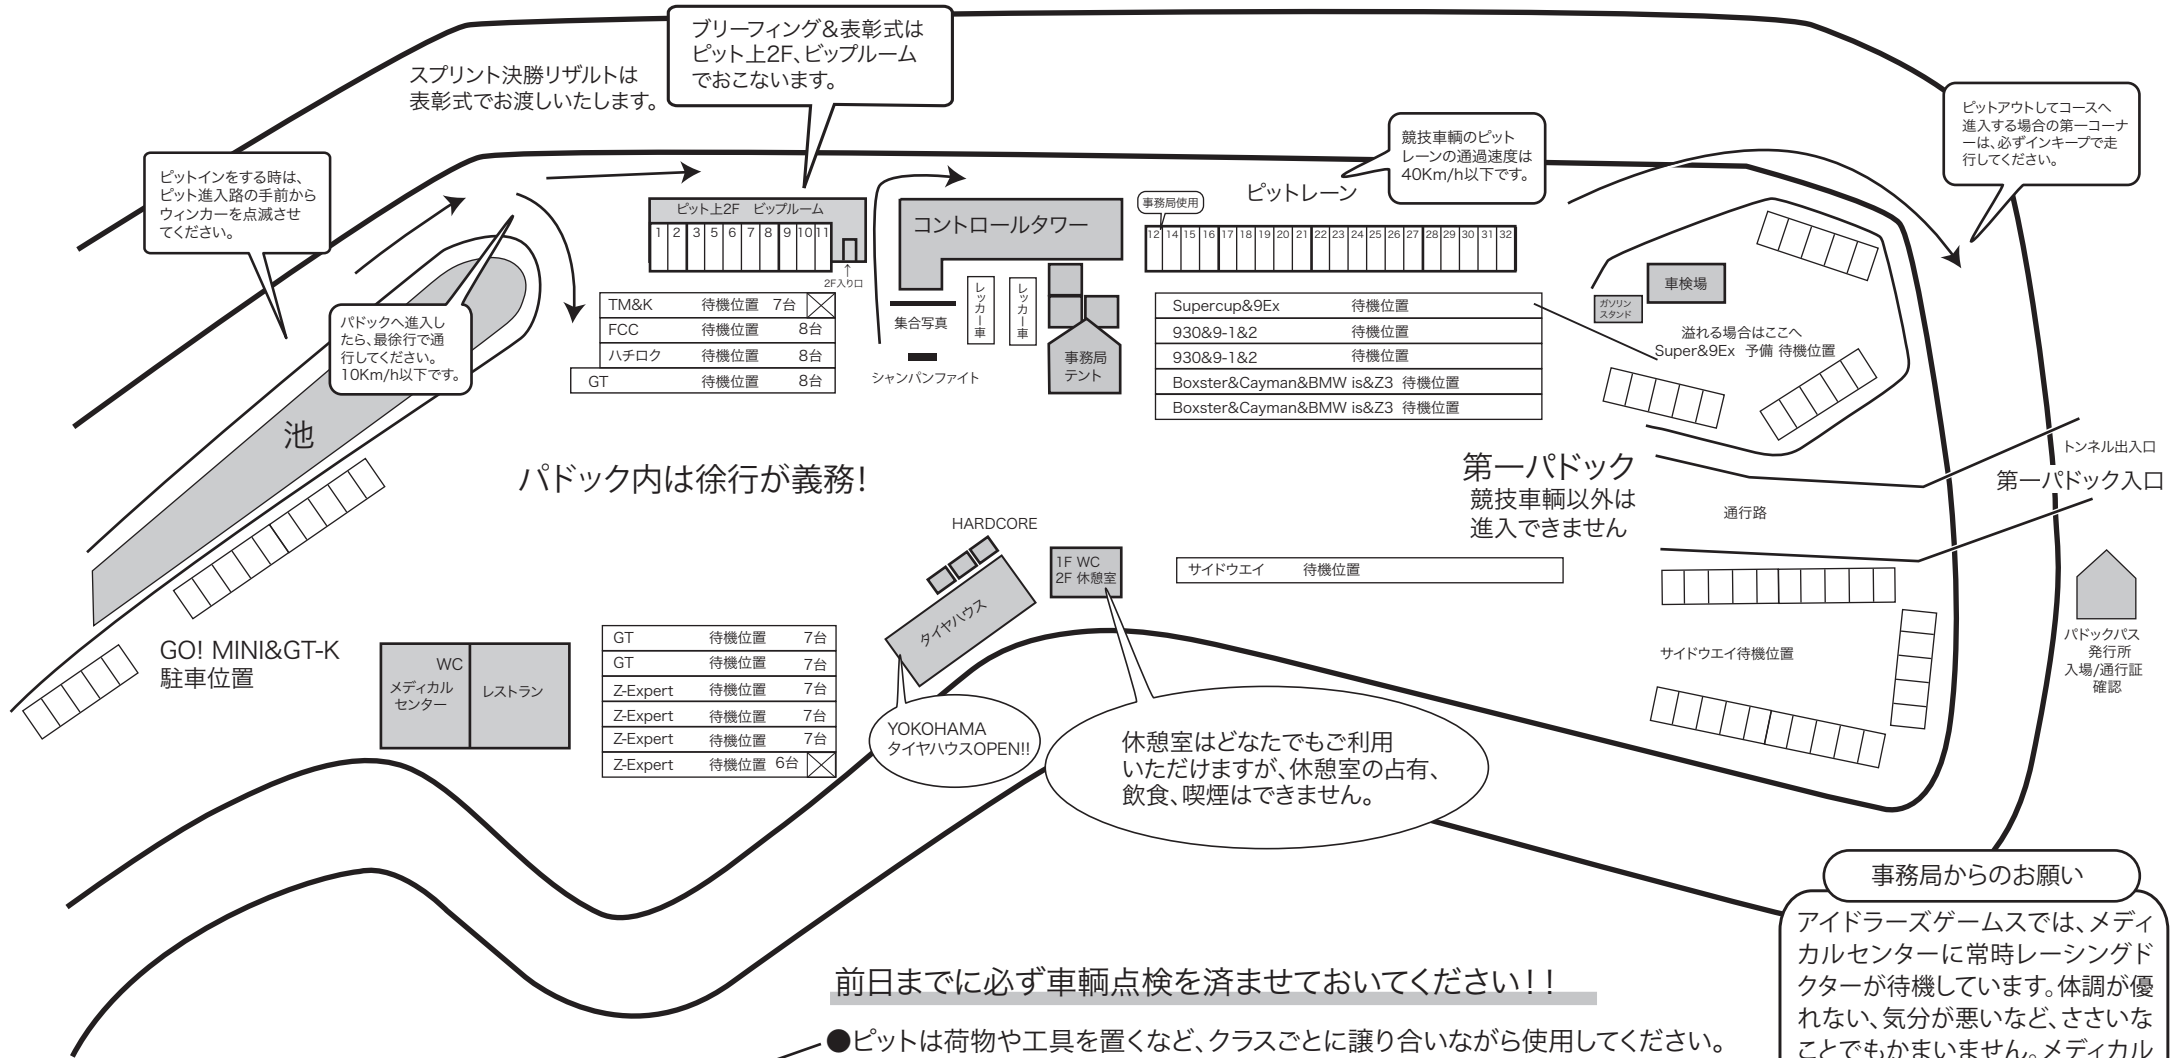 ブリーフィング＆表彰式は
ピット上2F、ビップルーム
でおこないます。
スプリント決勝リザルトは
表彰式でお渡しいたします。
ピットアウトしてコースへ
進入する場合の第一コーナ
ーは、必ずインキープで走
行してください。
競技車輌のピット
レーンの通過速度は
40Km/h以下です。
ピットインをする時は、
ピット進入路の手前から
ウィンカーを点滅させ
てください。
ピットレーン
事務局使用
ピット上2F ビップルーム
1 2 3 5 6 7 8 9 10 11
↑
2F入り口
コントロールタワー
12 14 15 16 17 18 19 20 21 22 23 24 25 26 27 28 29 30 31 32
パドックへ進入し
たら、最徐行で通
行してください。
10Km/h以下です。
TM&K 待機位置 7台
FCC 待機位置 8台
ハチロク 待機位置 8台
GT 待機位置 8台
集合写真
シャンパンファイト
レッカー車
レッカー車
事務局
テント
Supercup&9Ex 待機位置
930&9-1&2 待機位置
930&9-1&2 待機位置
Boxster&Cayman&BMW is&Z3 待機位置
Boxster&Cayman&BMW is&Z3 待機位置
車検場
ガソリン
スタンド
溢れる場合はここへ
Super&9Ex 予備 待機位置
池
パドック内は徐行が義務！
第一パドック
競技車輌以外は
進入できません
トンネル出入口
第一パドック入口
通行路
HARDCORE
タイヤハウス
1F WC
2F 休憩室
サイドウエイ 待機位置
GO! MINI&GT-K
駐車位置
WC
メディカル
センター
レストラン
GT 待機位置 7台
GT 待機位置 7台
Z-Expert 待機位置 7台
Z-Expert 待機位置 7台
Z-Expert 待機位置 7台
Z-Expert 待機位置 6台
YOKOHAMA
タイヤハウスOPEN!!
休憩室はどなたでもご利用
いただけますが、休憩室の占有、
飲食、喫煙はできません。
サイドウエイ待機位置
パドックパス
発行所
入場/通行証
確認
事務局からのお願い
アイドラーズゲームスでは、メディ
カルセンターに常時レーシングド
クターが待機しています。体調が優
れない、気分が悪いなど、ささいな
ことでもかまいません。メディカル
前日までに必ず車輌点検を済ませておいてください！！
●ピットは荷物や工具を置くなど、クラスごとに譲り合いながら使用してください。